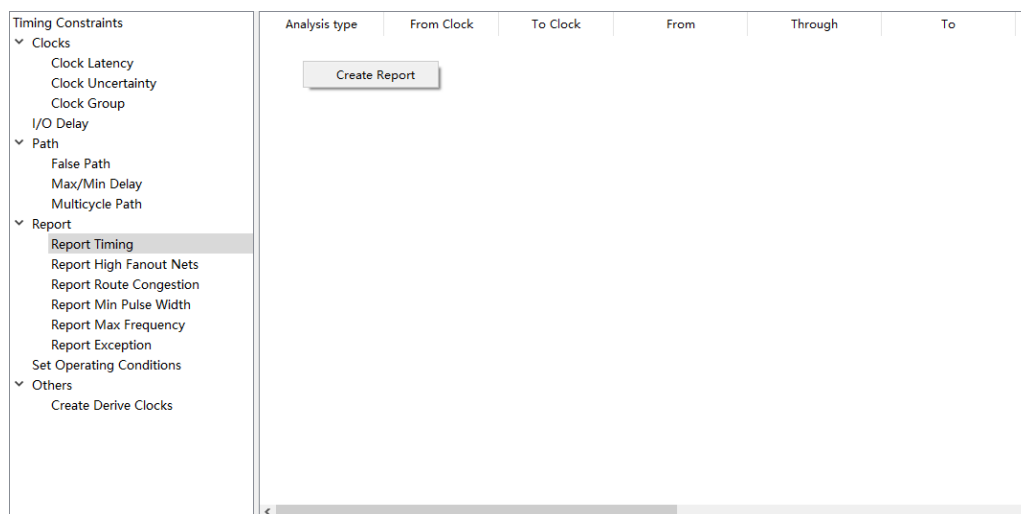 Timing Constraints
Clocks
Clock Latency
Clock Uncertainty
Clock Group
I/O Delay
Path
False Path
Max/Min Delay
Multicycle Path
Report
Report Timing
Report High Fanout Nets
Report Route Congestion
Report Min Pulse Width
Report Max Frequency
Report Exception
Set Operating Conditions
Others
Create Derive Clocks
Analysis type From Clock To Clock From Through To
Create Report